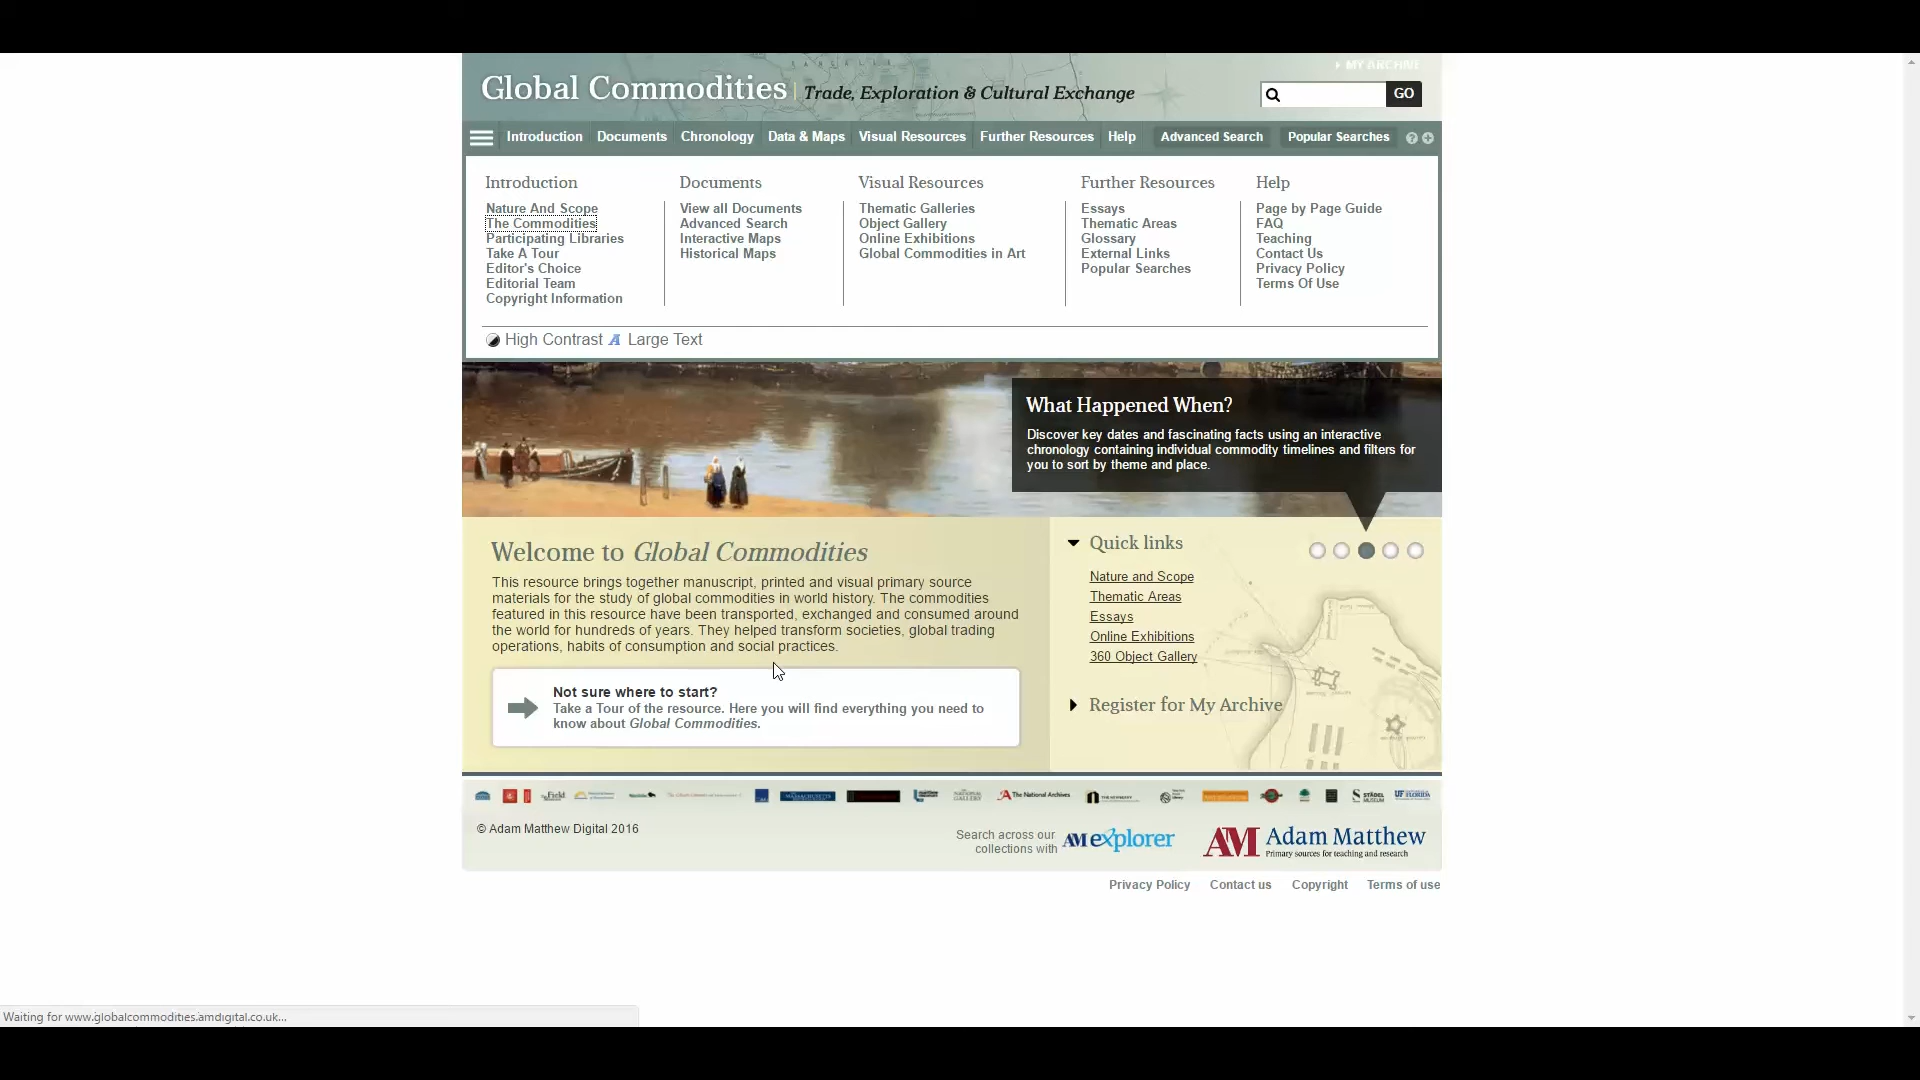 MY ARCHIVE
Global Commodities | Trade, Exploration & Cultural Exchange
GO
Introduction Documents Chronology Data & Maps Visual Resources Further Resources Help Advanced Search Popular Searches
Introduction
Nature And Scope
The Commodities
Participating Libraries
Take A Tour
Editor's Choice
Editorial Team
Copyright Information
Documents
View all Documents
Advanced Search
Interactive Maps
Historical Maps
Visual Resources
Thematic Galleries
Object Gallery
Online Exhibitions
Global Commodities in Art
Further Resources
Essays
Thematic Areas
Glossary
External Links
Popular Searches
Help
Page by Page Guide
FAQ
Teaching
Contact Us
Privacy Policy
Terms Of Use
High Contrast A Large Text
What Happened When?
Discover key dates and fascinating facts using an interactive
chronology containing individual commodity timelines and filters for
you to sort by theme and place.
Welcome to Global Commodities
This resource brings together manuscript, printed and visual primary source
materials for the study of global commodities in world history. The commodities
featured in this resource have been transported, exchanged and consumed around
the world for hundreds of years. They helped transform societies, global trading
operations, habits of consumption and social practices.
Not sure where to start?
Take a Tour of the resource. Here you will find everything you need to
know about Global Commodities.
Quick links
Nature and Scope
Thematic Areas
Essays
Online Exhibitions
360 Object Gallery
Register for My Archive
The Field
The National Archives
STÄDEL MUSEUM
UF FLORIDA
© Adam Matthew Digital 2016
Search across our
collections with
AM explorer
AM Adam Matthew
Primary sources for teaching and research
Privacy Policy Contact us Copyright Terms of use
Waiting for www.globalcommodities.amdigital.co.uk...